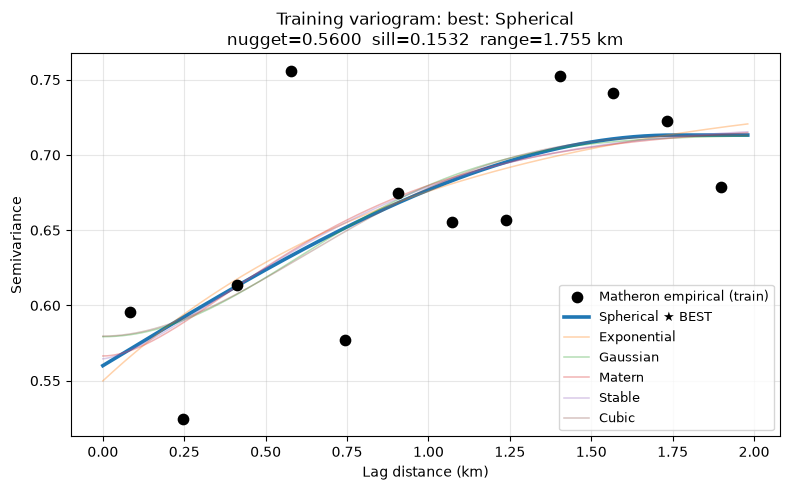 Training variogram: best: Spherical
nugget=0.5600  sill=0.1532  range=1.755 km
Semivariance
0.75
0.70
0.65
0.60
0.55
0.00
0.25
0.50
0.75
1.00
1.25
1.50
1.75
2.00
Lag distance (km)
Matheron empirical (train)
Spherical ★ BEST
Exponential
Gaussian
Matern
Stable
Cubic